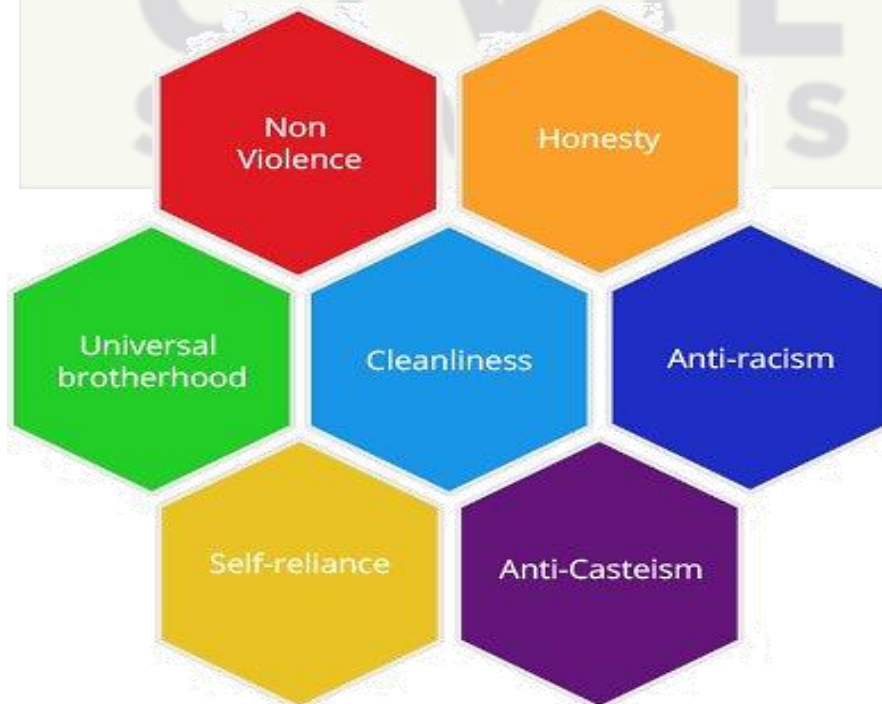 Non
Violence
Honesty
Universal
brotherhood
Cleanliness
Anti-racism
Self-reliance
Anti-Casteism